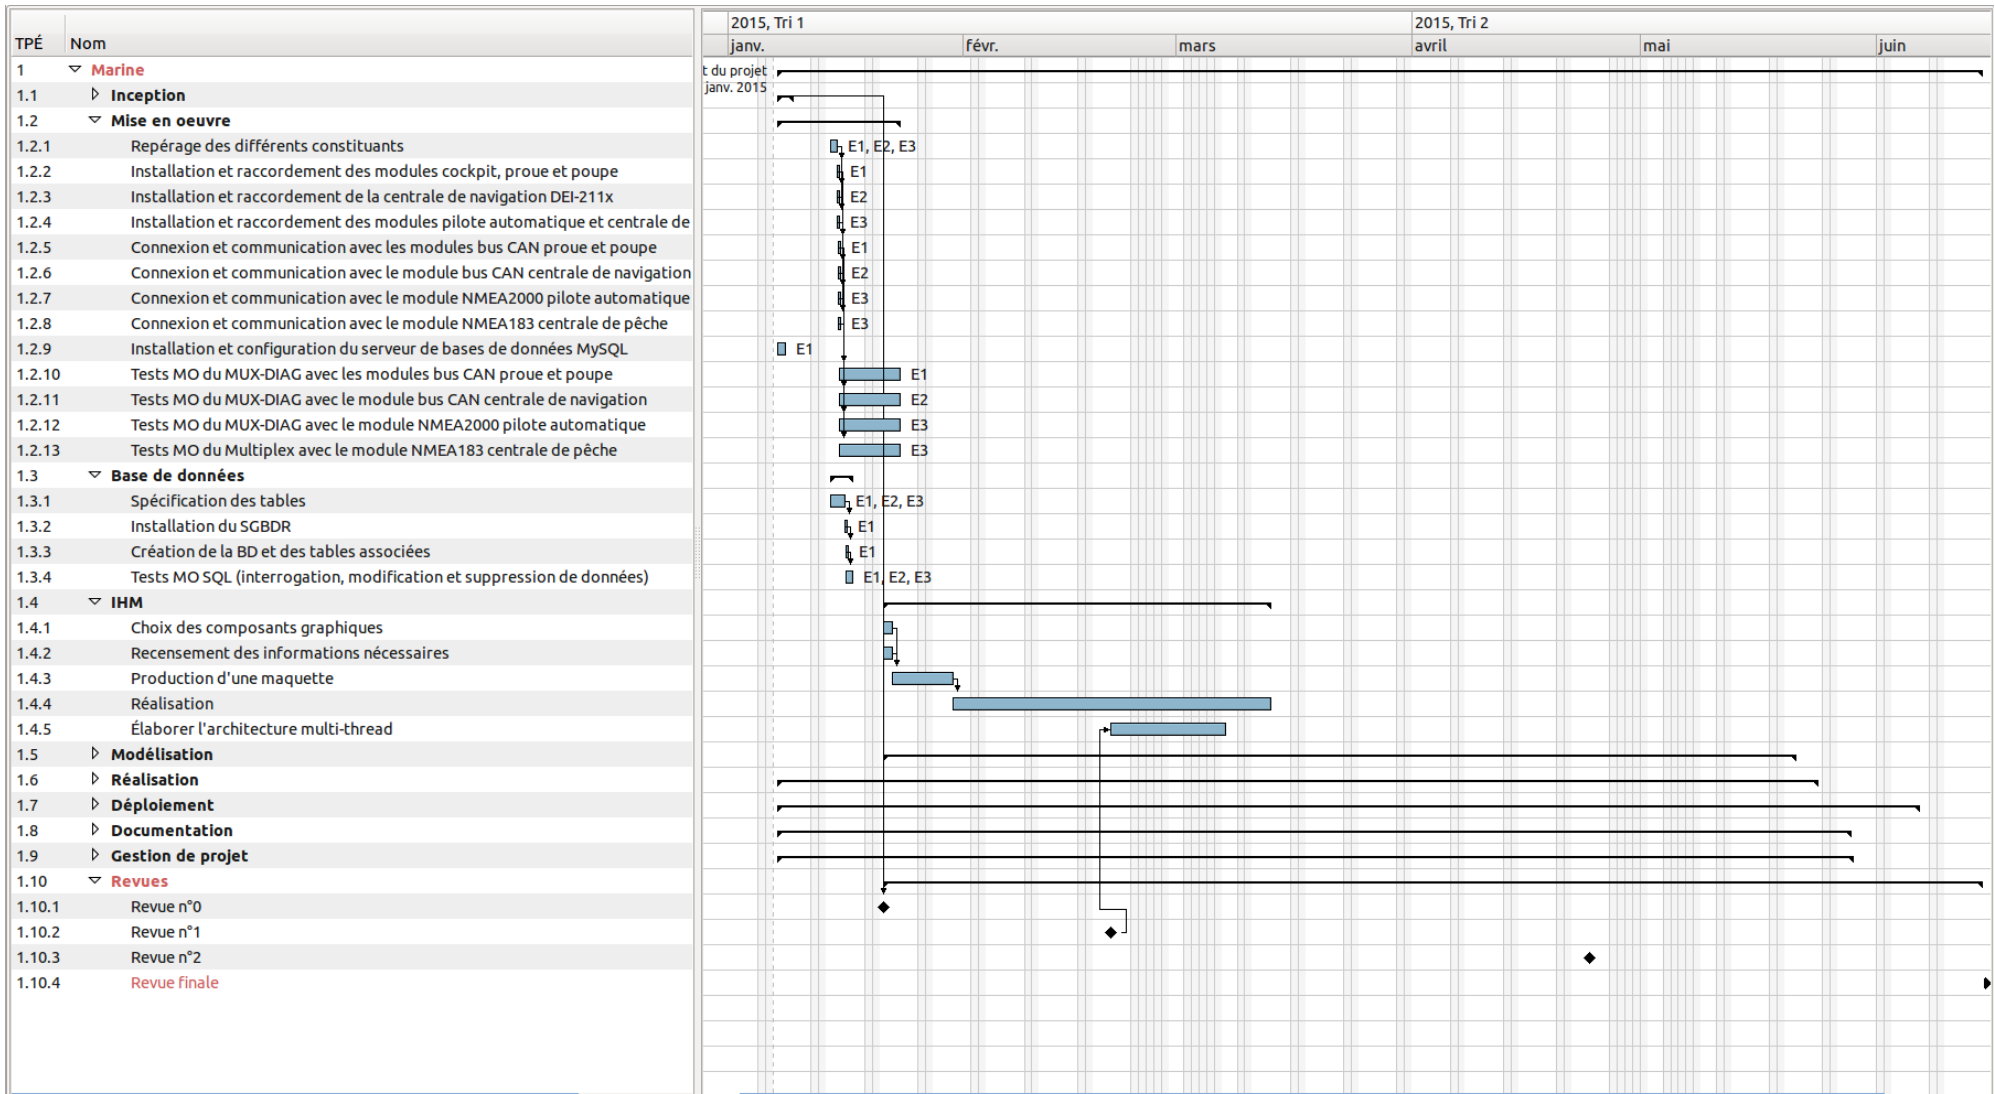 2015, Tri 1 2015, Tri 2
TPÉ Nom janv. févr. mars avril mai juin
1 Marine t du projet
janv. 2015
1.1 Inception
1.2 Mise en oeuvre
1.2.1 Repérage des différents constituants E1, E2, E3
1.2.2 Installation et raccordement des modules cockpit, proue et poupe E1
1.2.3 Installation et raccordement de la centrale de navigation DEI-211x E2
1.2.4 Installation et raccordement des modules pilote automatique et centrale de E3
1.2.5 Connexion et communication avec les modules bus CAN proue et poupe E1
1.2.6 Connexion et communication avec le module bus CAN centrale de navigation E2
1.2.7 Connexion et communication avec le module NMEA2000 pilote automatique E3
1.2.8 Connexion et communication avec le module NMEA183 centrale de pêche E3
1.2.9 Installation et configuration du serveur de bases de données MySQL E1
1.2.10 Tests MO du MUX-DIAG avec les modules bus CAN proue et poupe E1
1.2.11 Tests MO du MUX-DIAG avec le module bus CAN centrale de navigation E2
1.2.12 Tests MO du MUX-DIAG avec le module NMEA2000 pilote automatique E3
1.2.13 Tests MO du Multiplex avec le module NMEA183 centrale de pêche E3
1.3 Base de données
1.3.1 Spécification des tables E1, E2, E3
1.3.2 Installation du SGBDR E1
1.3.3 Création de la BD et des tables associées E1
1.3.4 Tests MO SQL (interrogation, modification et suppression de données) E1, E2, E3
1.4 IHM
1.4.1 Choix des composants graphiques
1.4.2 Recensement des informations nécessaires
1.4.3 Production d'une maquette
1.4.4 Réalisation
1.4.5 Élaborer l'architecture multi-thread
1.5 Modélisation
1.6 Réalisation
1.7 Déploiement
1.8 Documentation
1.9 Gestion de projet
1.10 Revues
1.10.1 Revue n°0
1.10.2 Revue n°1
1.10.3 Revue n°2
1.10.4 Revue finale